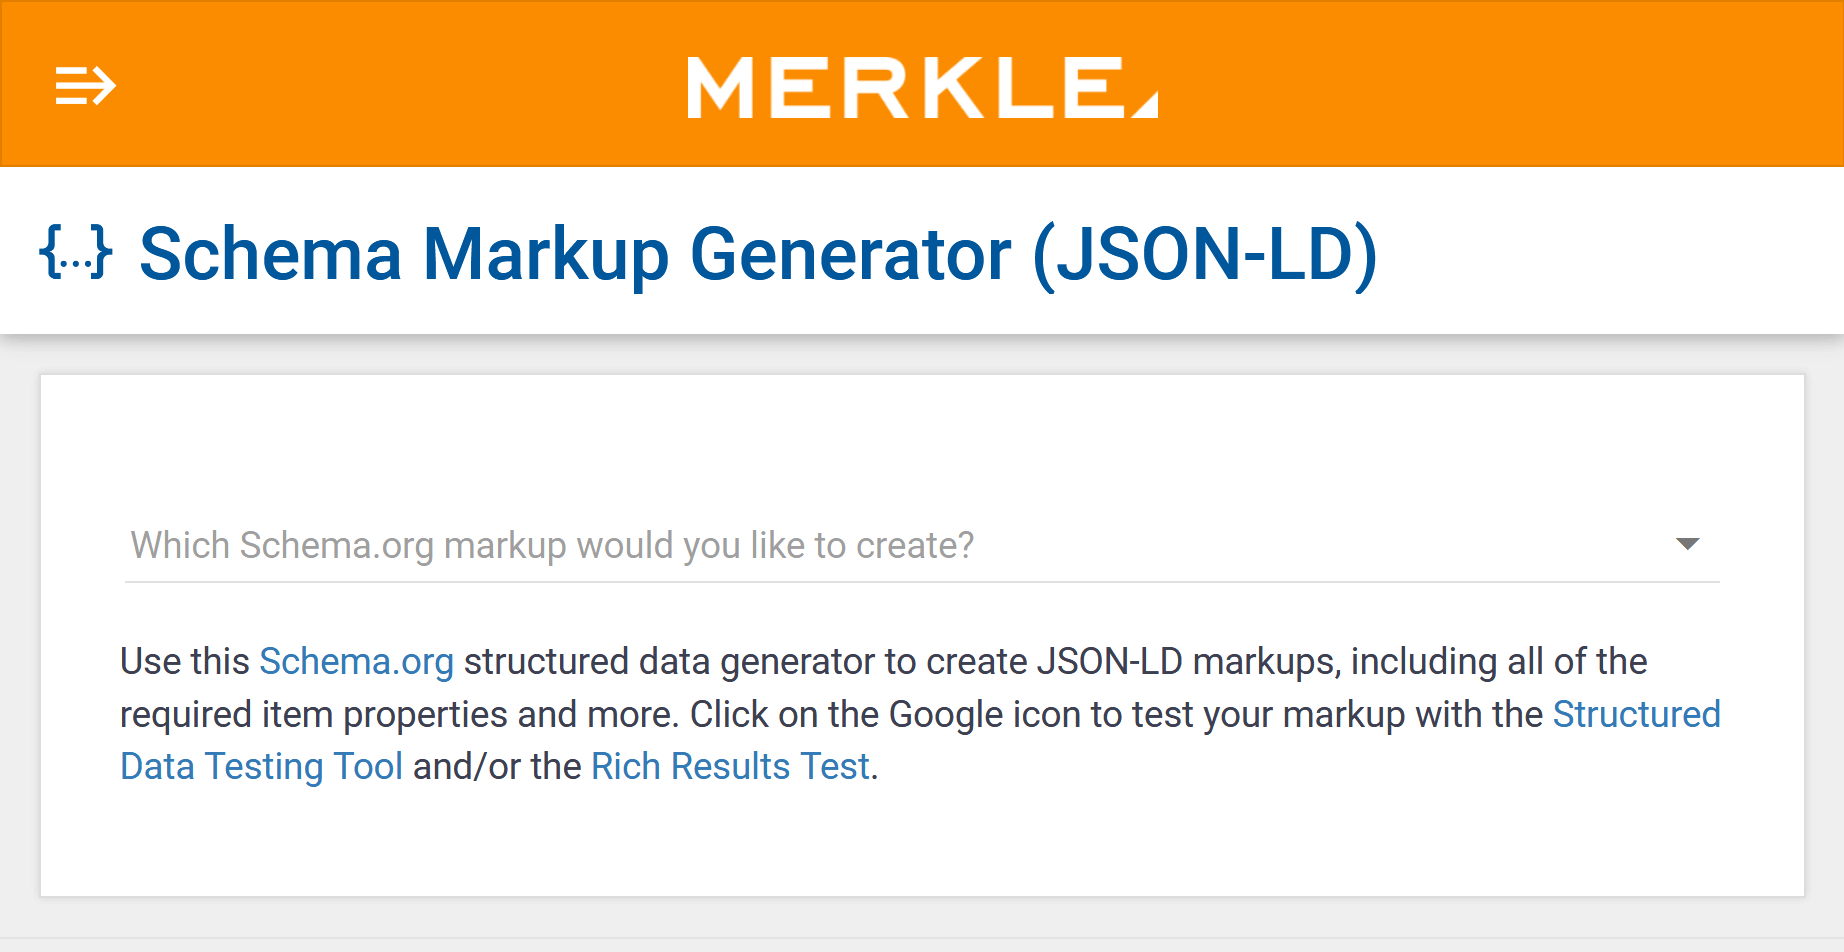 MERKLE
{...} Schema Markup Generator (JSON-LD)
Which Schema.org markup would you like to create?
Use this Schema.org structured data generator to create JSON-LD markups, including all of the
required item properties and more. Click on the Google icon to test your markup with the Structured
Data Testing Tool and/or the Rich Results Test.